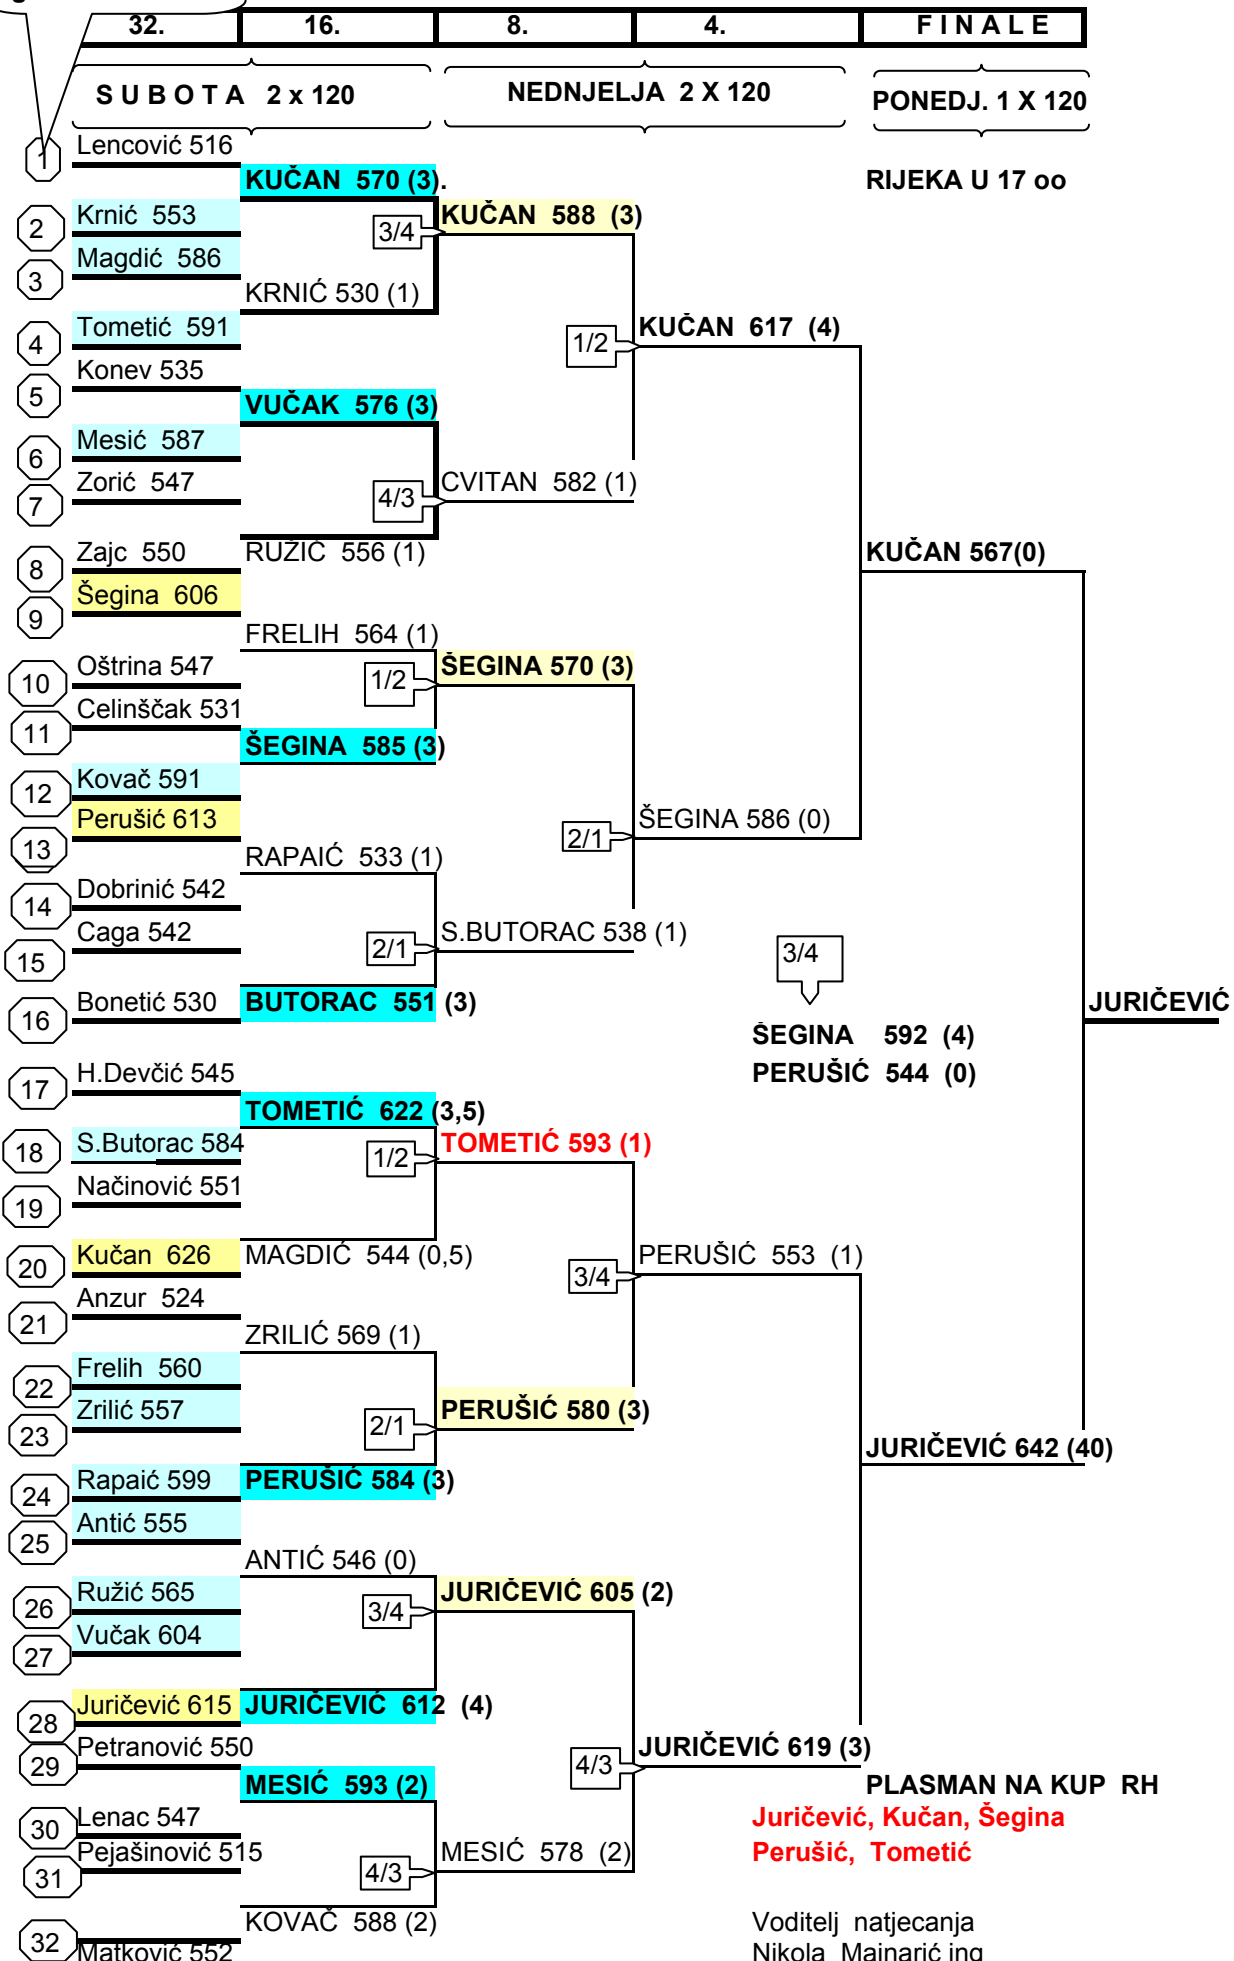 32. 16. 8. 4. F I N A L E
S U B O T A 2 x 120 NEDNJELJA 2 X 120 PONEDJ. 1 X 120
RIJEKA U 17 oo
1 Lencović 516
KUČAN 570 (3).
2 Krnić 553
3/4 KUČAN 588 (3)
3 Magdić 586
KRNIĆ 530 (1)
4 Tometić 591
1/2 KUČAN 617 (4)
5 Konev 535
VUČAK 576 (3)
6 Mesić 587
7 Zorić 547
4/3 CVITAN 582 (1)
8 Zajc 550
RUŽIĆ 556 (1)
KUČAN 567(0)
9 Šegina 606
FRELIH 564 (1)
10 Oštrina 547
1/2 ŠEGINA 570 (3)
11 Celinščak 531
ŠEGINA 585 (3)
12 Kovač 591
13 Perušić 613
2/1 ŠEGINA 586 (0)
RAPAIĆ 533 (1)
14 Dobrinić 542
15 Caga 542
2/1 S.BUTORAC 538 (1)
3/4
16 Bonetić 530
BUTORAC 551 (3)
JURIČEVIĆ
ŠEGINA 592 (4)
PERUŠIĆ 544 (0)
17 H.Devčić 545
TOMETIĆ 622 (3,5)
18 S.Butorac 584
1/2 TOMETIĆ 593 (1)
19 Načinović 551
20 Kučan 626
MAGDIĆ 544 (0,5)
3/4 PERUŠIĆ 553 (1)
21 Anzur 524
ZRILIĆ 569 (1)
22 Frelih 560
23 Zrilić 557
2/1 PERUŠIĆ 580 (3)
JURIČEVIĆ 642 (40)
24 Rapaić 599
PERUŠIĆ 584 (3)
25 Antić 555
ANTIĆ 546 (0)
26 Ružić 565
3/4 JURIČEVIĆ 605 (2)
27 Vučak 604
28 Juričević 615
JURIČEVIĆ 612 (4)
29 Petranović 550
4/3 JURIČEVIĆ 619 (3)
MESIĆ 593 (2)
PLASMAN NA KUP RH
30 Lenac 547
Juričević, Kučan, Šegina
31 Pejašinović 515
4/3 MESIĆ 578 (2)
Perušić, Tometić
KOVAČ 588 (2)
Voditelj natjecanja
32 Matković 552
Nikola Mainarić ing